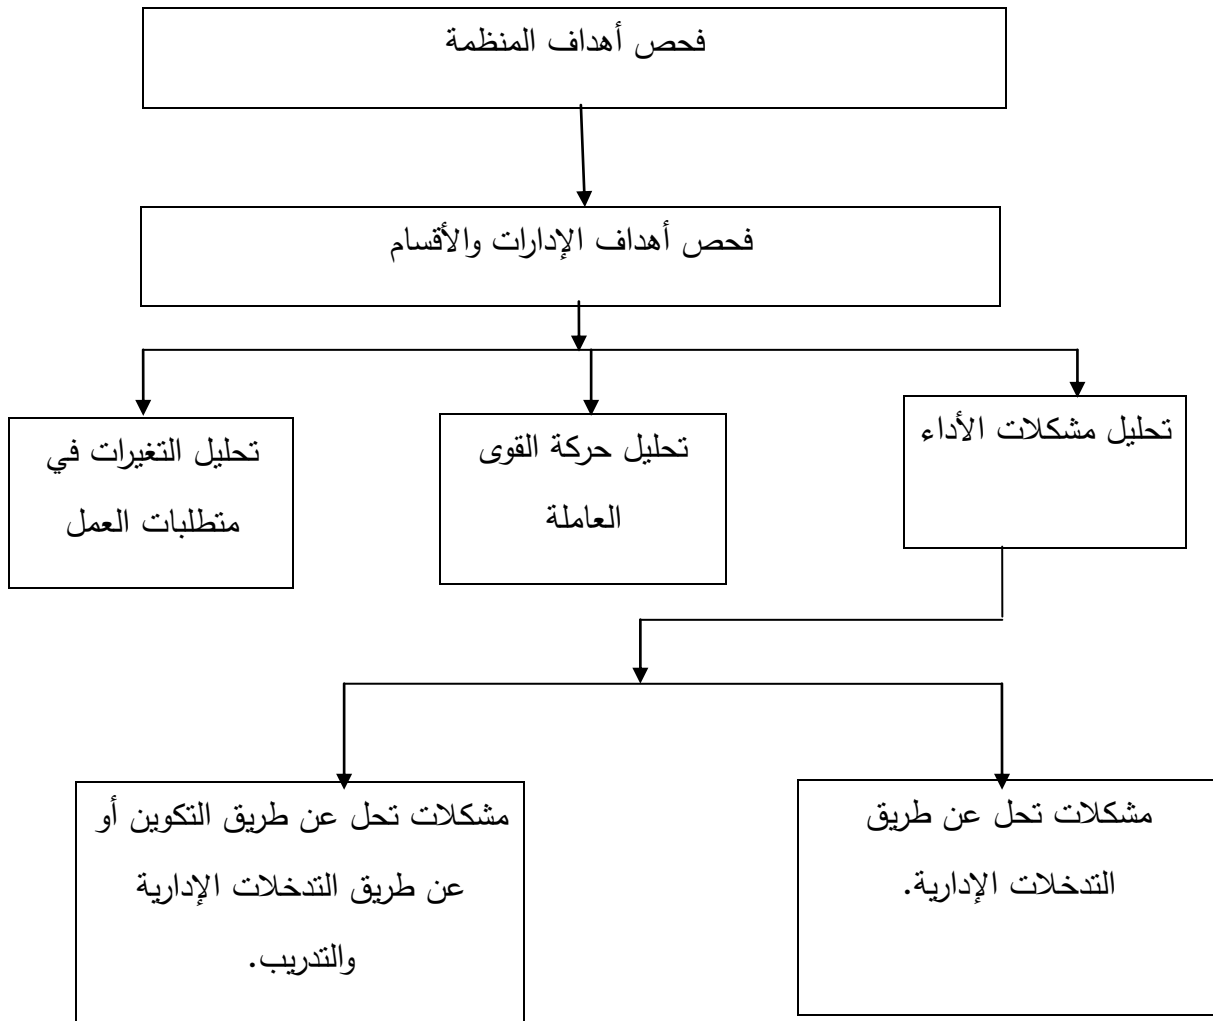 فحص أهداف المنظمة
فحص أهداف الإدارات والأقسام
تحليل مشكلات الأداء
تحليل حركة القوى
العاملة
تحليل التغيرات في
متطلبات العمل
مشكلات تحل عن طريق
التدخلات الإدارية.
مشكلات تحل عن طريق التكوين أو
عن طريق التدخلات الإدارية
والتدريب.